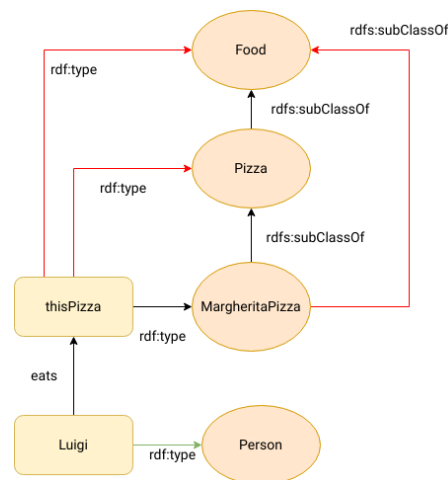 rdfs:subClassOf
Food
rdf:type
rdfs:subClassOf
Pizza
rdf:type
rdfs:subClassOf
thisPizza
MargheritaPizza
rdf:type
eats
Luigi
Person
rdf:type